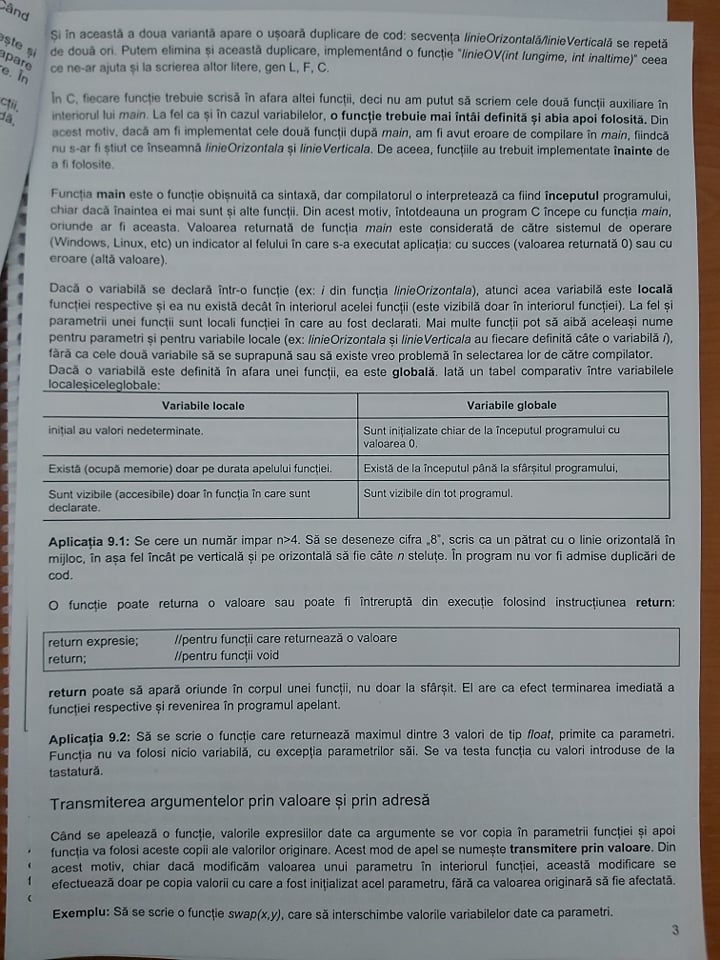 Când
Și în această a doua variantă apare o ușoară duplicare de cod: secvența linieOrizontală/linieVerticală se repetă
de două ori. Putem elimina și această duplicare, implementând o funcție "linieOV(int lungime, int inaltime)" ceea
ce ne-ar ajuta și la scrierea altor litere, gen L, F, C.
În C, fiecare funcție trebuie scrisă în afara altei funcții, deci nu am putut să scriem cele două funcții auxiliare în
interiorul lui main. La fel ca și în cazul variabilelor, o funcție trebuie mai întâi definită și abia apoi folosită. Din
acest motiv, dacă am fi implementat cele două funcții după main, am fi avut eroare de compilare în main, fiindcă
nu s-ar fi știut ce înseamnă linieOrizontala și linieVerticala. De aceea, funcțiile au trebuit implementate înainte de
a fi folosite.
Funcția main este o funcție obișnuită ca sintaxă, dar compilatorul o interpretează ca fiind începutul programului,
chiar dacă înaintea ei mai sunt și alte funcții. Din acest motiv, întotdeauna un program C începe cu funcția main,
oriunde ar fi aceasta. Valoarea returnată de funcția main este considerată de către sistemul de operare
(Windows, Linux, etc) un indicator al felului în care s-a executat aplicația: cu succes (valoarea returnată 0) sau cu
eroare (altă valoare).
Dacă o variabilă se declară într-o funcție (ex: i din funcția linieOrizontala), atunci acea variabilă este locală
funcției respective și ea nu există decât în interiorul acelei funcții (este vizibilă doar în interiorul funcției). La fel și
parametrii unei funcții sunt locali funcției în care au fost declarati. Mai multe funcții pot să aibă aceleași nume
pentru parametri și pentru variabile locale (ex: linieOrizontala și linieVerticala au fiecare definită câte o variabilă i),
fără ca cele două variabile să se suprapună sau să existe vreo problemă în selectarea lor de către compilator.
Dacă o variabilă este definită în afara unei funcții, ea este globală. Iată un tabel comparativ între variabilele
localeșiceleglobale:
Variabile locale Variabile globale
inițial au valori nedeterminate. Sunt inițializate chiar de la începutul programului cu
valoarea 0.
Există (ocupă memorie) doar pe durata apelului funcției. Există de la începutul până la sfârșitul programului,
Sunt vizibile (accesibile) doar în funcția în care sunt Sunt vizibile din tot programul.
declarate.
Aplicația 9.1: Se cere un număr impar n>4. Să se deseneze cifra „8”, scris ca un pătrat cu o linie orizontală în
mijloc, în așa fel încât pe verticală și pe orizontală să fie câte n steluțe. În program nu vor fi admise duplicări de
cod.
O funcție poate returna o valoare sau poate fi întreruptă din execuție folosind instrucțiunea return:
return expresie; //pentru funcții care returnează o valoare
return; //pentru funcții void
return poate să apară oriunde în corpul unei funcții, nu doar la sfârșit. El are ca efect terminarea imediată a
funcției respective și revenirea în programul apelant.
Aplicația 9.2: Să se scrie o funcție care returnează maximul dintre 3 valori de tip float, primite ca parametri.
Funcția nu va folosi nicio variabilă, cu excepția parametrilor săi. Se va testa funcția cu valori introduse de la
tastatură.
Transmiterea argumentelor prin valoare și prin adresă
Când se apelează o funcție, valorile expresiilor date ca argumente se vor copia în parametrii funcției și apoi
funcția va folosi aceste copii ale valorilor originare. Acest mod de apel se numește transmitere prin valoare. Din
acest motiv, chiar dacă modificăm valoarea unui parametru în interiorul funcției, această modificare se
efectuează doar pe copia valorii cu care a fost inițializat acel parametru, fără ca valoarea originară să fie afectată.
Exemplu: Să se scrie o funcție swap(x,y), care să interschimbe valorile variabilelor date ca parametri.
3